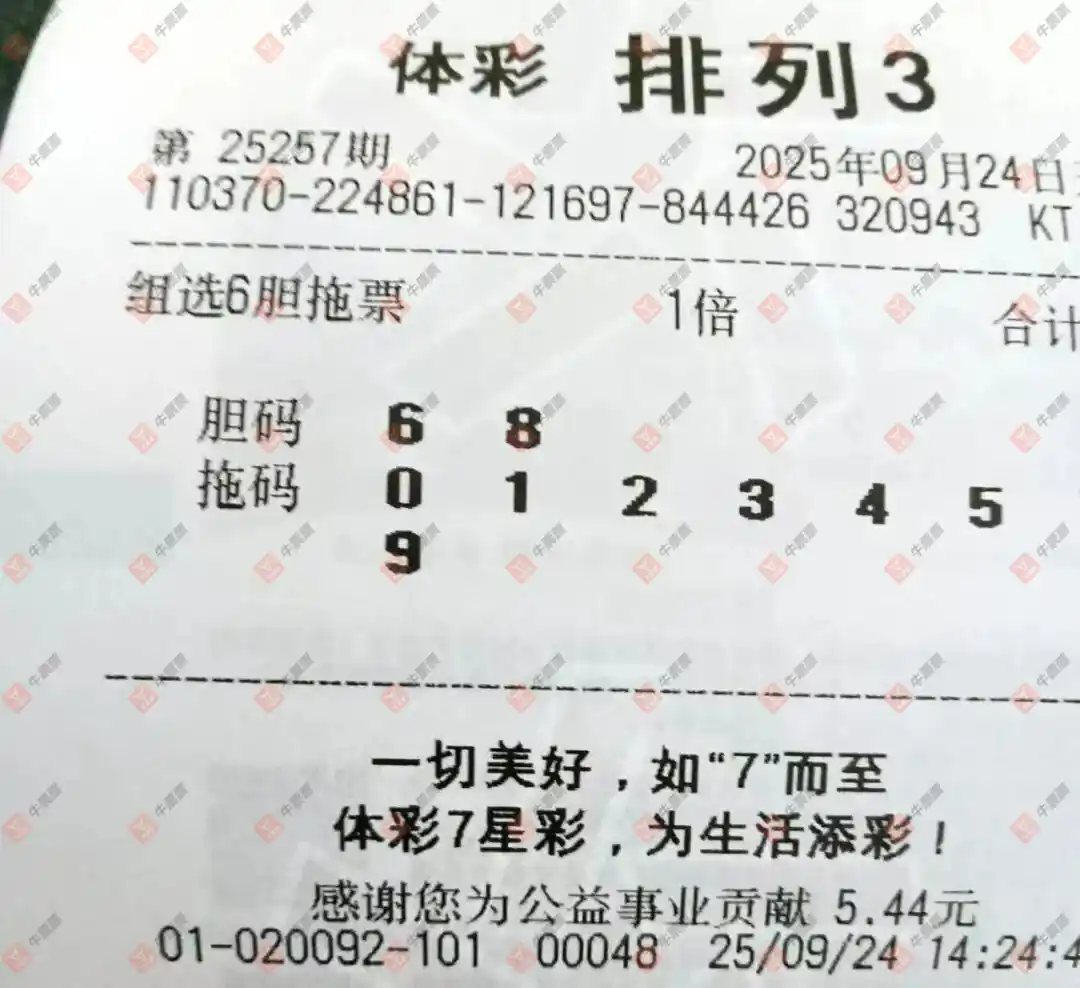 体彩 排列3
第 25257期 2025年09月24日
110370-224861-121697-844426 320943 KT
组选6胆拖票 1倍 合计
胆码 6 8
拖码 0 1 2 3 4 5
9
一切美好，如“7”而至
体彩7星彩，为生活添彩！
感谢您为公益事业贡献 5.44元
01-020092-101 00048 25/09/24 14:24:4